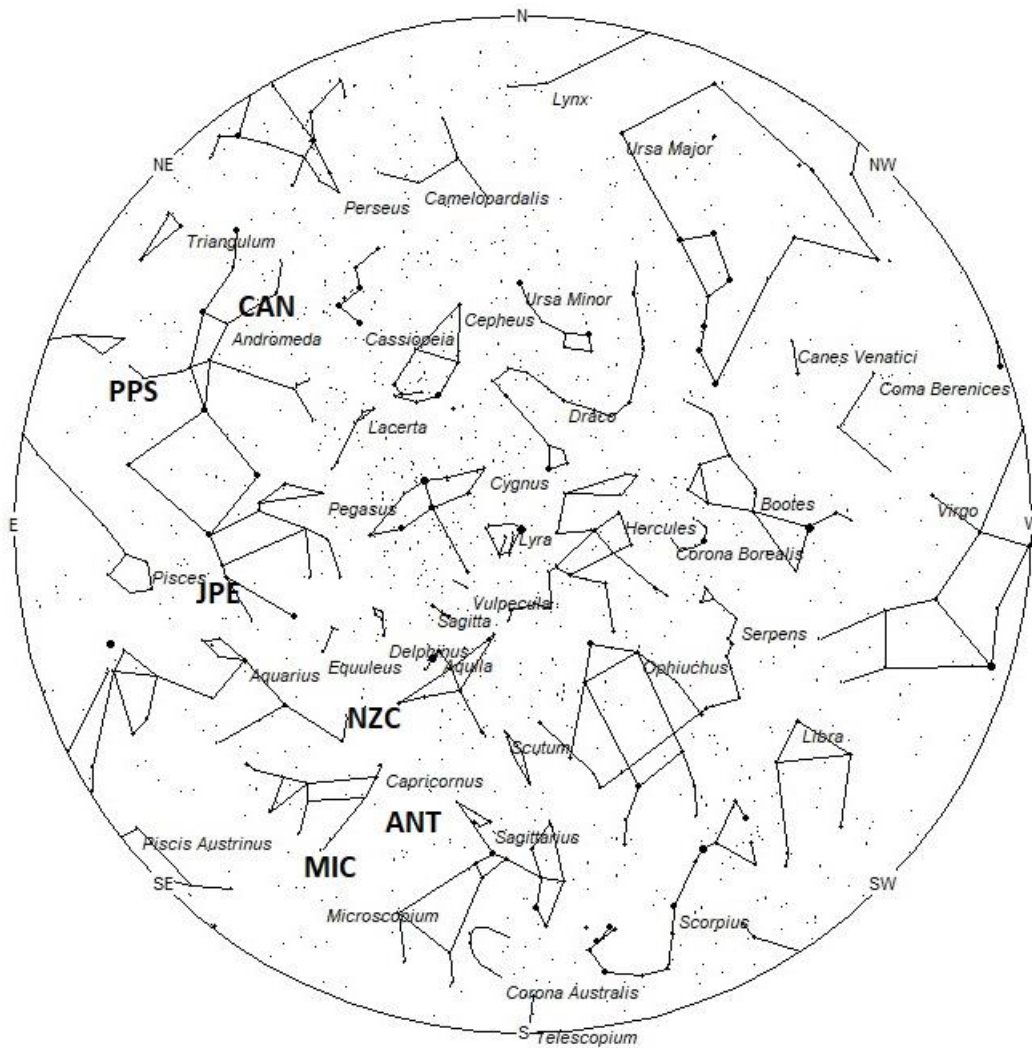 N
Lynx
NE
Ursa Major
NW
Camelopardalis
Perseus
Triangulum
CAN
Ursa Minor
Cepheus
Andromeda
Cassiopeia
Canes Venatici
PPS
Coma Berenices
Draco
Lacerta
Cygnus
Pegasus
Bootes
Virgo
E
Hercules
W
Lyra
Corona Borealis
Pisces
JPE
Vulpecula
Sagitta
Serpens
Delphinus
Equuleus
Aquila
Ophiuchus
Aquarius
NZC
Scutum
Libra
Capricornus
ANT
Sagittarius
Piscis Austrinus
MIC
SE
SW
Microscopium
Scorpius
Corona Australis
S
Telescopium